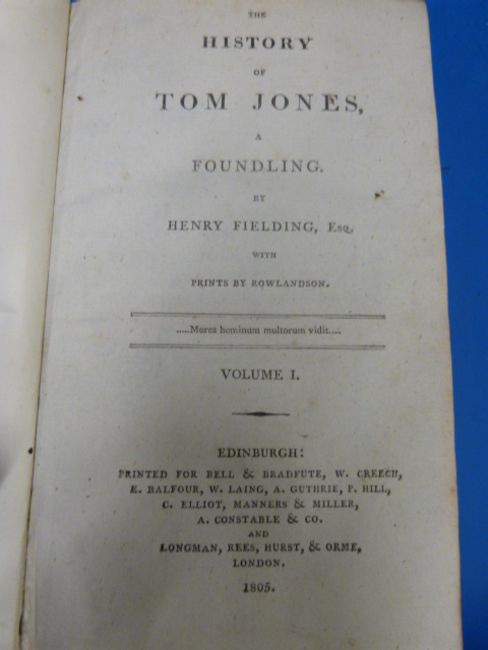 THE
HISTORY
OF
TOM JONES,
A
FOUNDLING.
BY
HENRY FIELDING, Esq.
WITH
PRINTS BY ROWLANDSON.
.....Mores hominum multorum vidit....
VOLUME I.
EDINBURGH:
PRINTED FOR BELL & BRADFUTE, W. CREECH,
E. BALFOUR, W. LAING, A. GUTHRIE, P. HILL,
C. ELLIOT, MANNERS & MILLER,
A. CONSTABLE & CO.
AND
LONGMAN, REES, HURST, & ORME,
LONDON.
1805.